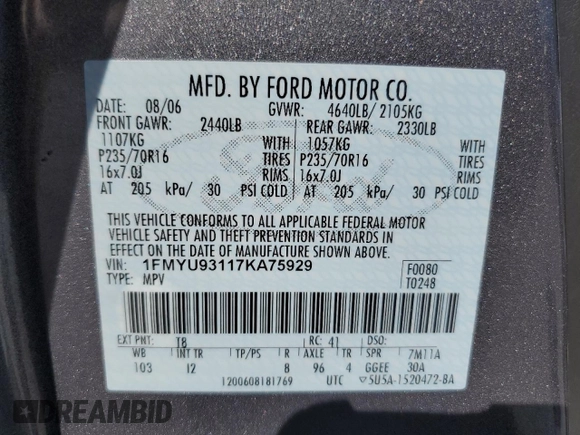 MFD. BY FORD MOTOR CO.
DATE: 08/06 GVWR: 4640LB/ 2105KG
FRONT GAWR: 2440LB REAR GAWR: 2330LB
1107KG WITH 1057KG WITH
P235/70R16 TIRES P235/70R16 TIRES
16x7.0J RIMS 16x7.0J RIMS
AT 205 kPa/ 30 PSI COLD AT 205 kPa/ 30 PSI COLD
THIS VEHICLE CONFORMS TO ALL APPLICABLE FEDERAL MOTOR
VEHICLE SAFETY AND THEFT PREVENTION STANDARDS IN
EFFECT ON THE DATE OF MANUFACTURE SHOWN ABOVE.
VIN: 1FMYU93117KA75929 F0080
TYPE: MPV T0248
EXT PNT: T8 RC: 41 DSO:
WB INT TR TP/PS R AXLE TR SPR 7M11A
103 I2 8 96 4 GGEE 30A
1200608181769 UTC ▽5U5A-1520472-BA
Ford
DREAMBID